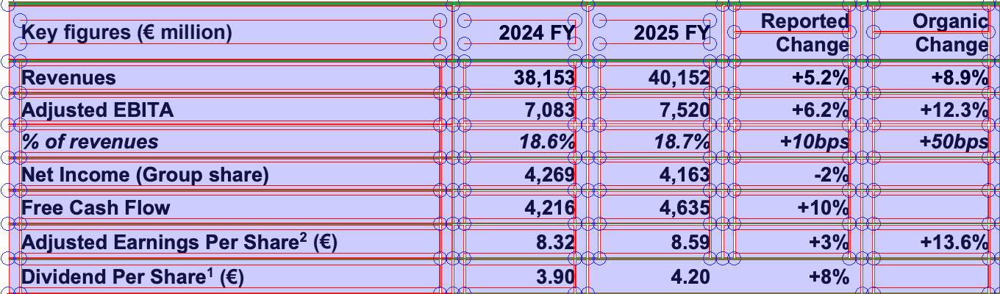 Key figures (€ million) 2024 FY 2025 FY Reported Change Organic Change
Revenues 38,153 40,152 +5.2% +8.9%
Adjusted EBITA 7,083 7,520 +6.2% +12.3%
% of revenues 18.6% 18.7% +10bps +50bps
Net Income (Group share) 4,269 4,163 -2%
Free Cash Flow 4,216 4,635 +10%
Adjusted Earnings Per Share² (€) 8.32 8.59 +3% +13.6%
Dividend Per Share¹ (€) 3.90 4.20 +8%